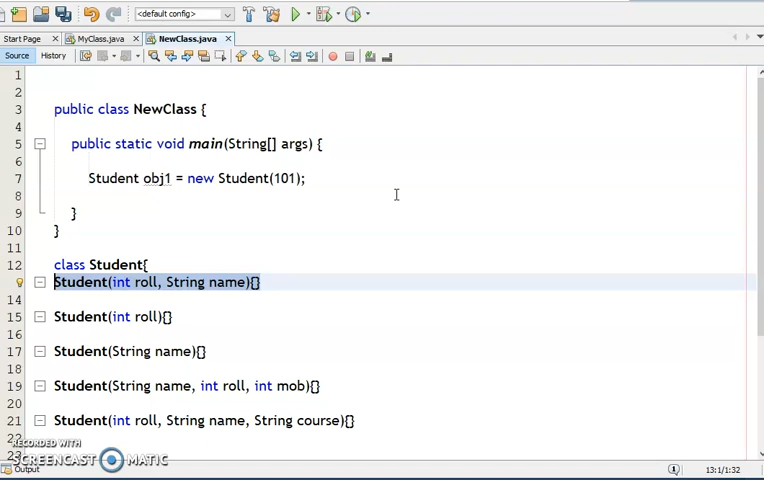 <default config>
Start Page MyClass.java NewClass.java
Source History
1
2
3 public class NewClass {
4
5 public static void main(String[] args) {
6
7 Student obj1 = new Student(101);
8
9 }
10 }
11
12 class Student{
Student(int roll, String name){}
14
15 Student(int roll){}
16
17 Student(String name){}
18
19 Student(String name, int roll, int mob){}
20
21 Student(int roll, String name, String course){}
22
RECORDED WITH
SCREENCAST MATIC
Output 13:1/1:32